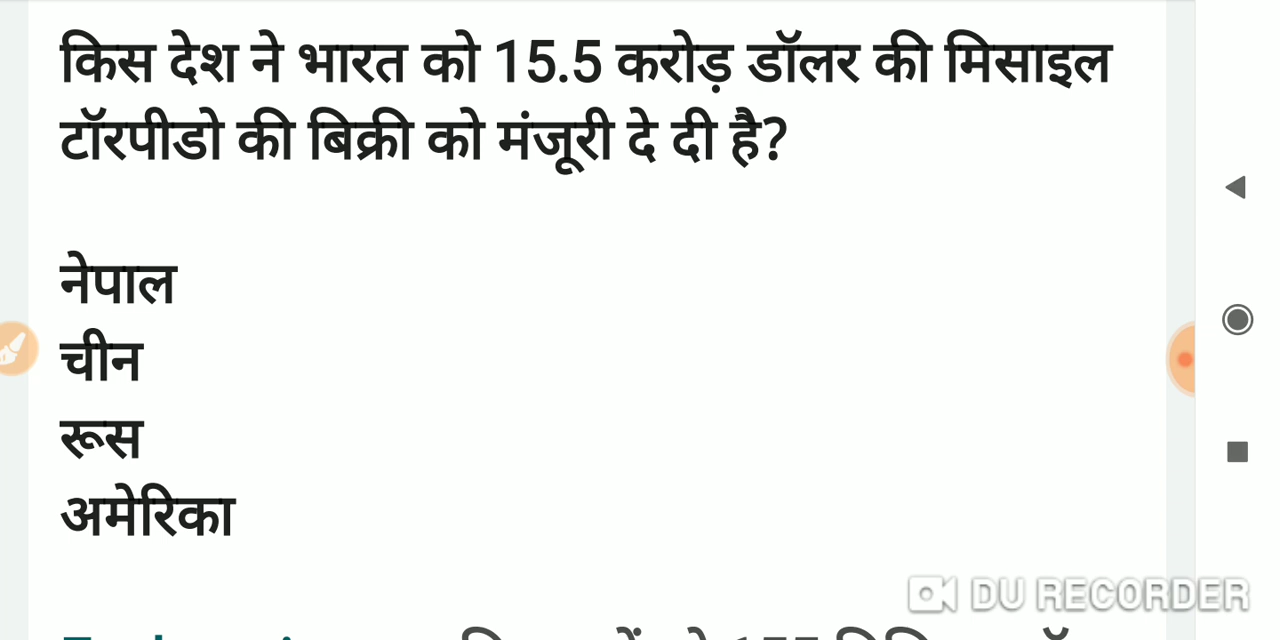 किस देश ने भारत को 15.5 करोड़ डॉलर की मिसाइल
टॉरपीडो की बिक्री को मंजूरी दे दी है?
नेपाल
चीन
रूस
अमेरिका
DU RECORDER